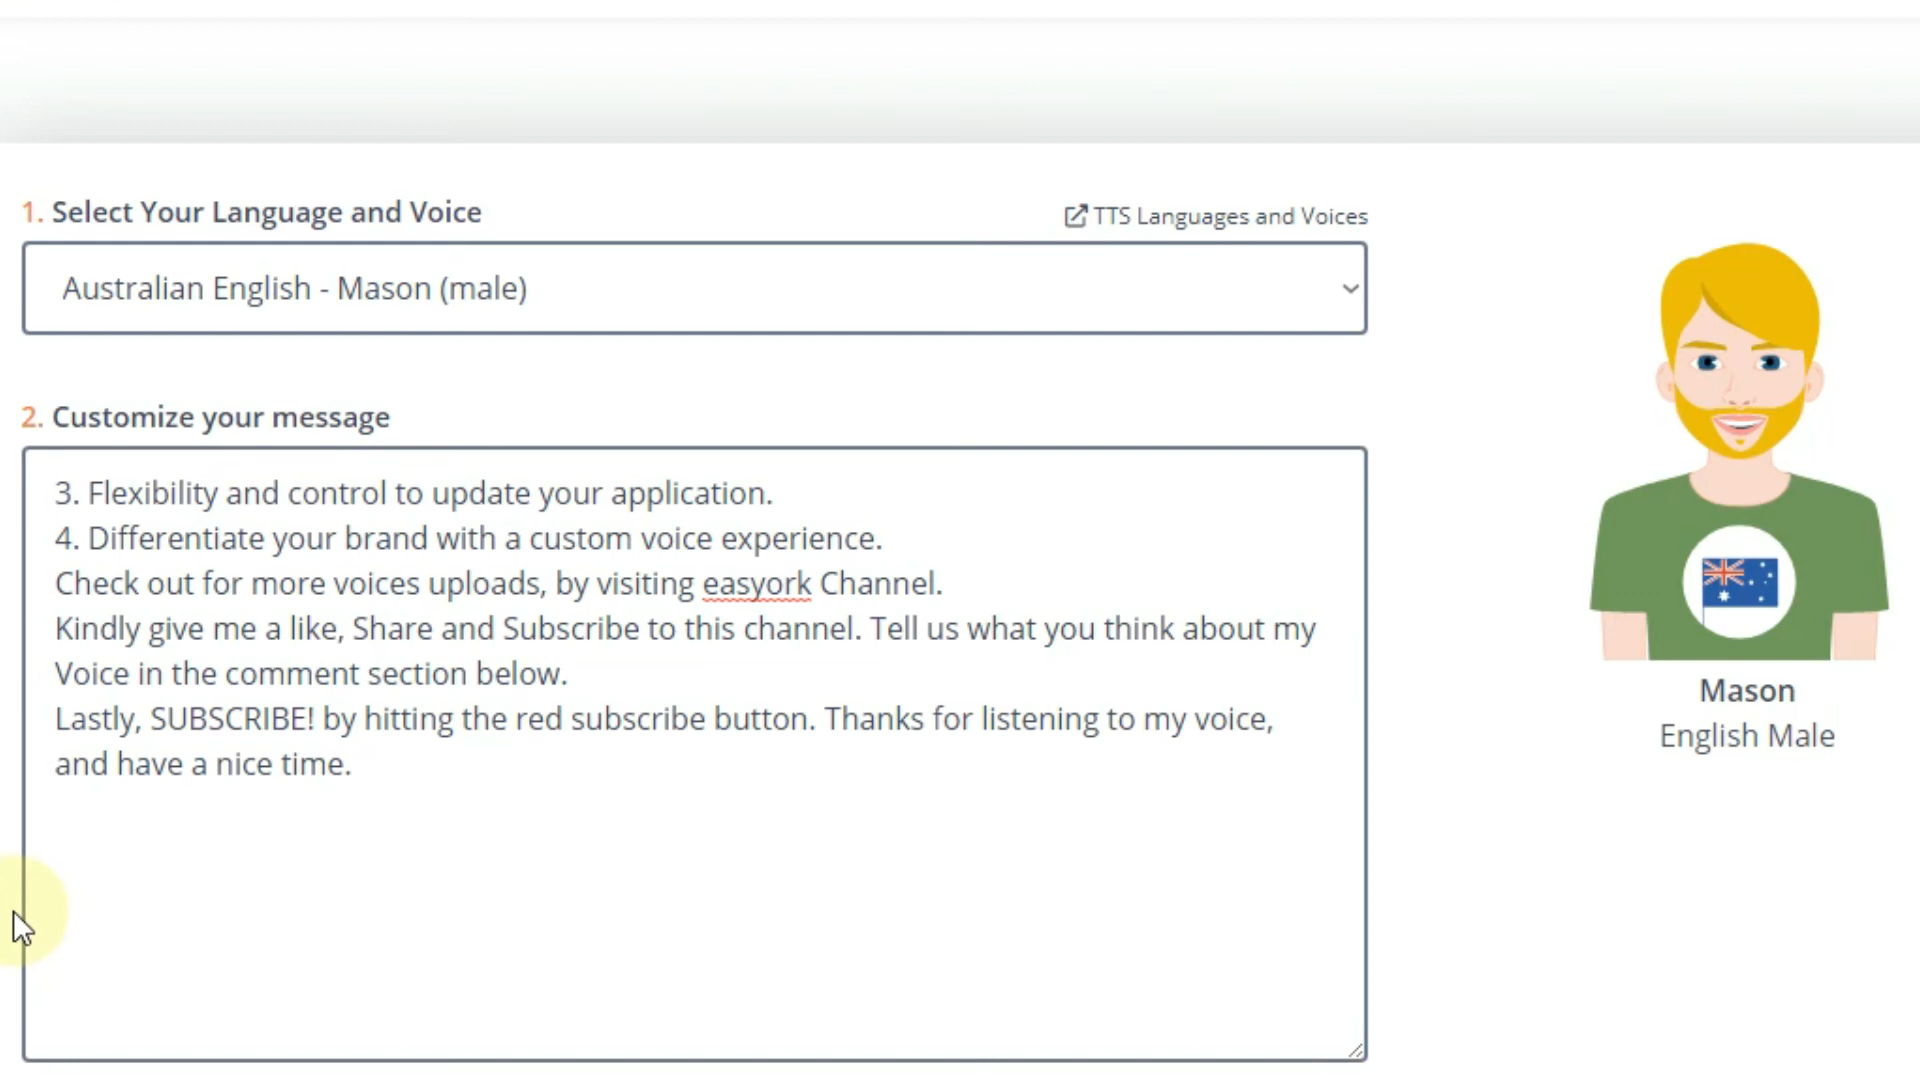 1. Select Your Language and Voice
TTS Languages and Voices
Australian English - Mason (male)
2. Customize your message
3. Flexibility and control to update your application.
4. Differentiate your brand with a custom voice experience.
Check out for more voices uploads, by visiting easyork Channel.
Kindly give me a like, Share and Subscribe to this channel. Tell us what you think about my
Voice in the comment section below.
Lastly, SUBSCRIBE! by hitting the red subscribe button. Thanks for listening to my voice,
and have a nice time.
Mason
English Male